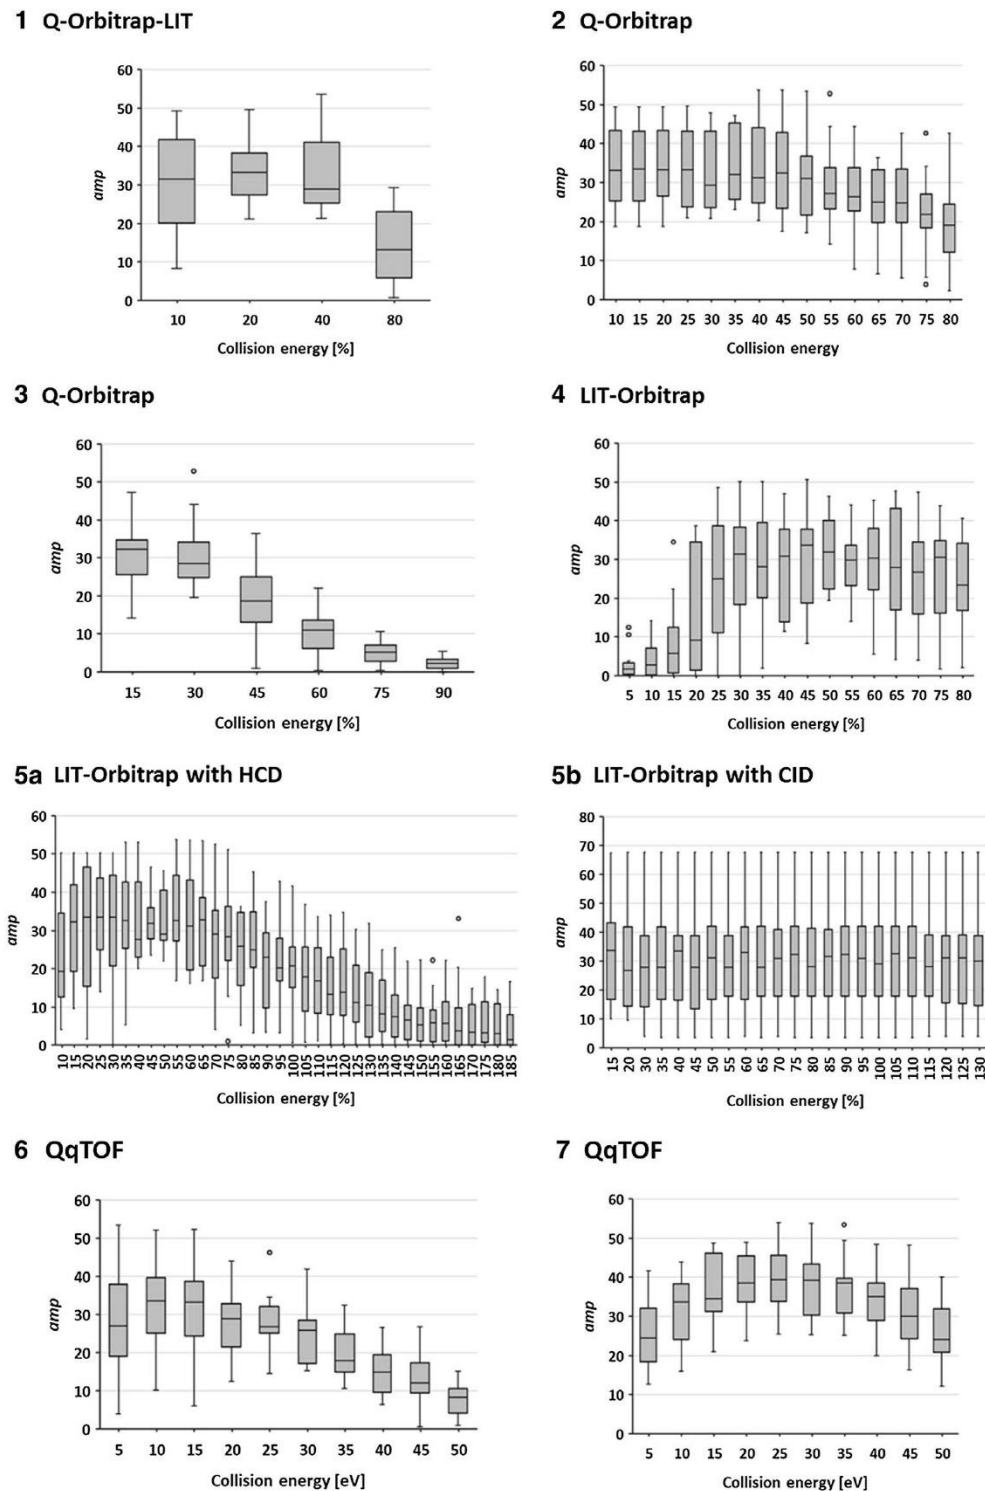 1 Q-Orbitrap-LIT
60
50
40
30
20
10
0
amp
10 20 40 80
Collision energy [%]
2 Q-Orbitrap
60
50
40
30
20
10
0
amp
10 15 20 25 30 35 40 45 50 55 60 65 70 75 80
Collision energy
3 Q-Orbitrap
60
50
40
30
20
10
0
amp
15 30 45 60 75 90
Collision energy [%]
4 LIT-Orbitrap
60
50
40
30
20
10
0
amp
5 10 15 20 25 30 35 40 45 50 55 60 65 70 75 80
Collision energy [%]
5a LIT-Orbitrap with HCD
60
50
40
30
20
10
0
amp
10 15 20 25 30 35 40 45 50 55 60 65 70 75 80 85 90 95 100 105 110 115 120 125 130 135 140 145 150 155 160 165 170 175 180 185
Collision energy [%]
5b LIT-Orbitrap with CID
80
70
60
50
40
30
20
10
0
amp
15 20 30 35 40 45 50 55 60 65 70 75 80 85 90 95 100 105 110 115 120 125 130
Collision energy [%]
6 QqTOF
60
50
40
30
20
10
0
amp
5 10 15 20 25 30 35 40 45 50
Collision energy [eV]
7 QqTOF
60
50
40
30
20
10
0
amp
5 10 15 20 25 30 35 40 45 50
Collision energy [eV]